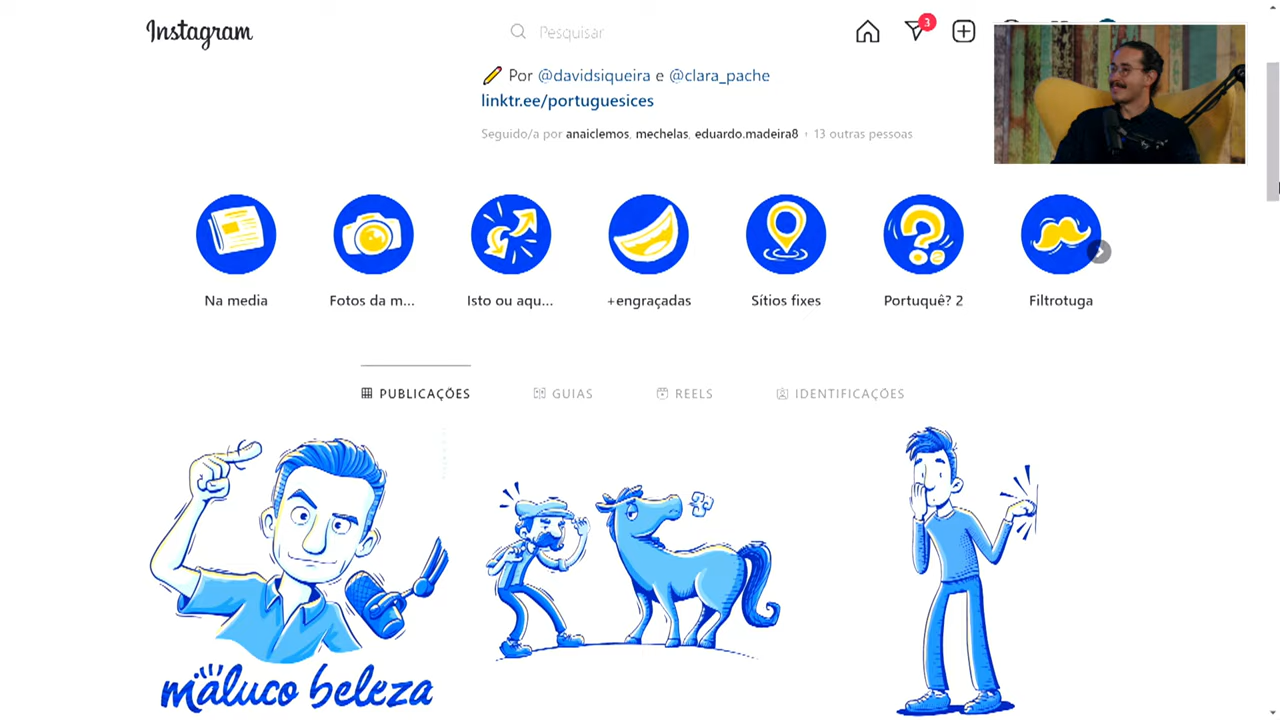 Instagram
Pesquisar
3
Por @davidsiqueira e @clara_pache
linktr.ee/portuguesices
Seguido/a por anaiclemos, mechelas, eduardo.madeira8 + 13 outras pessoas
Na media
Fotos da m...
Isto ou aqu...
+engraçadas
Sítios fixes
Portuquê? 2
Filtrotuga
PUBLICAÇÕES
GUIAS
REELS
IDENTIFICAÇÕES
maluco beleza